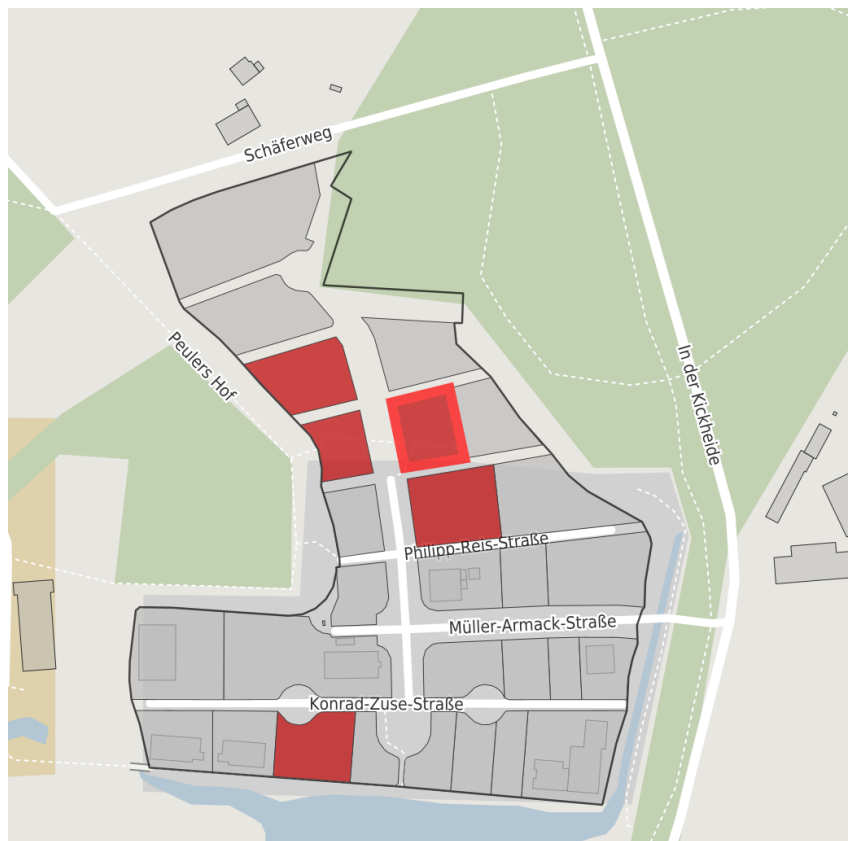 Schäferweg
Peulers Hof
In der Kickheide
Philipp-Reis-Straße
Müller-Armack-Straße
Konrad-Zuse-Straße